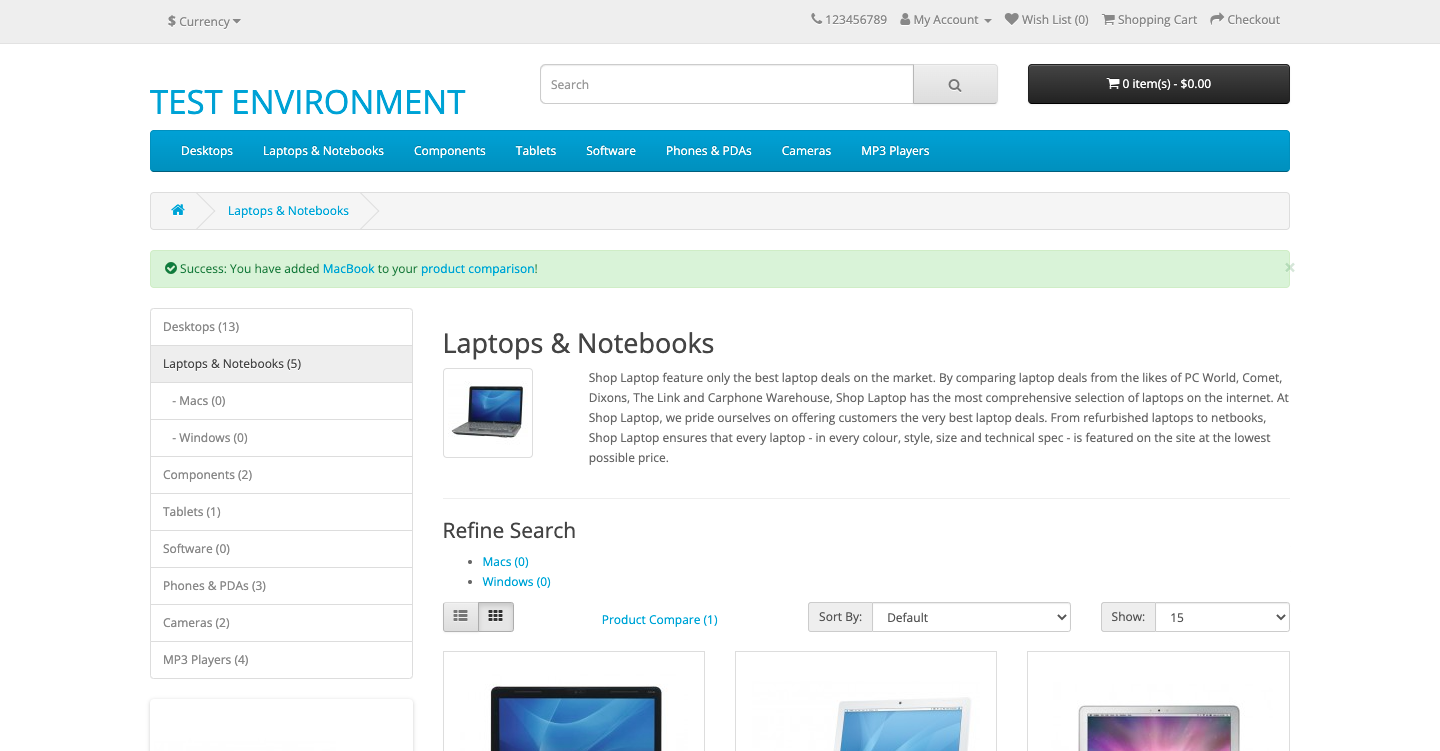 $ Currency
123456789 My Account Wish List (0) Shopping Cart Checkout
TEST ENVIRONMENT
Search
0 item(s) - $0.00
Desktops Laptops & Notebooks Components Tablets Software Phones & PDAs Cameras MP3 Players
Laptops & Notebooks
Success: You have added MacBook to your product comparison!
×
Desktops (13)
Laptops & Notebooks (5)
- Macs (0)
- Windows (0)
Components (2)
Tablets (1)
Software (0)
Phones & PDAs (3)
Cameras (2)
MP3 Players (4)
Laptops & Notebooks
Shop Laptop feature only the best laptop deals on the market. By comparing laptop deals from the likes of PC World, Comet,
Dixons, The Link and Carphone Warehouse, Shop Laptop has the most comprehensive selection of laptops on the internet. At
Shop Laptop, we pride ourselves on offering customers the very best laptop deals. From refurbished laptops to netbooks,
Shop Laptop ensures that every laptop - in every colour, style, size and technical spec - is featured on the site at the lowest
possible price.
Refine Search
Macs (0)
Windows (0)
Product Compare (1)
Sort By: Default
Show: 15